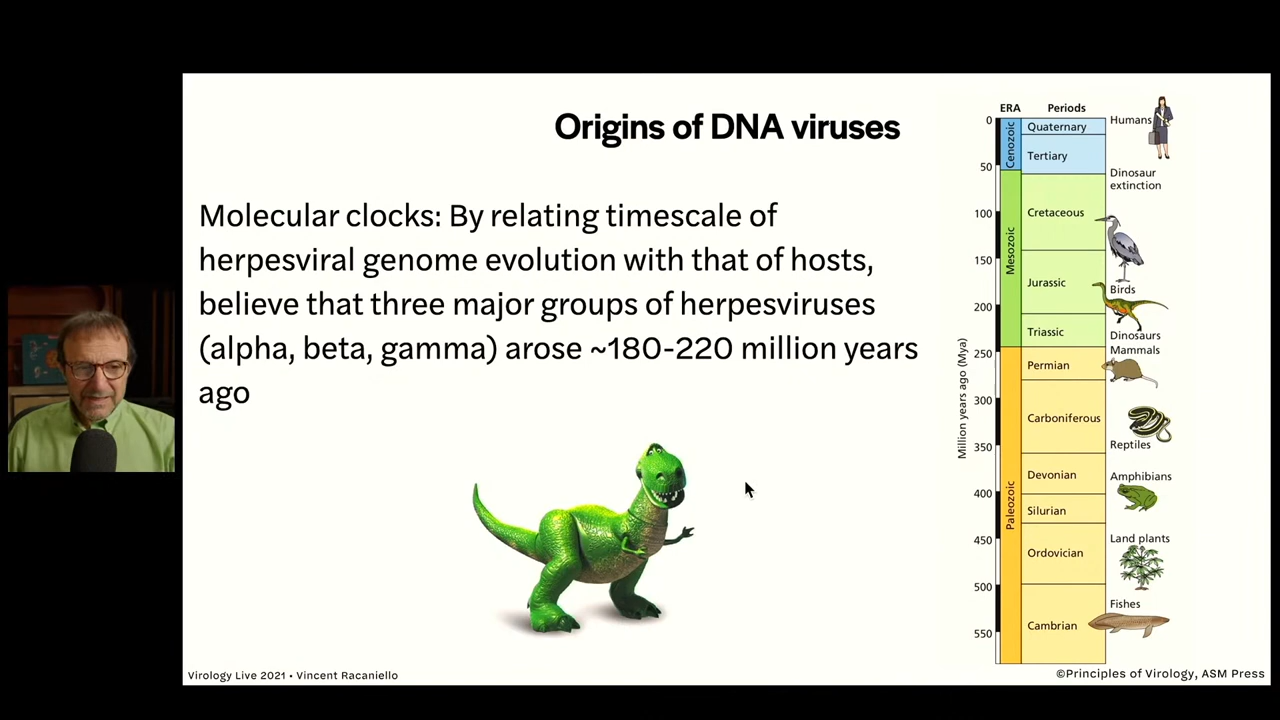 Origins of DNA viruses
Molecular clocks: By relating timescale of
herpesviral genome evolution with that of hosts,
believe that three major groups of herpesviruses
(alpha, beta, gamma) arose ~180-220 million years
ago
ERA Periods
Million years ago (Mya)
0
50
100
150
200
250
300
350
400
450
500
550
Cenozoic
Mesozoic
Paleozoic
Quaternary
Tertiary
Cretaceous
Jurassic
Triassic
Permian
Carboniferous
Devonian
Silurian
Ordovician
Cambrian
Humans
Dinosaur
extinction
Birds
Dinosaurs
Mammals
Reptiles
Amphibians
Land plants
Fishes
Virology Live 2021 • Vincent Racaniello
©Principles of Virology, ASM Press